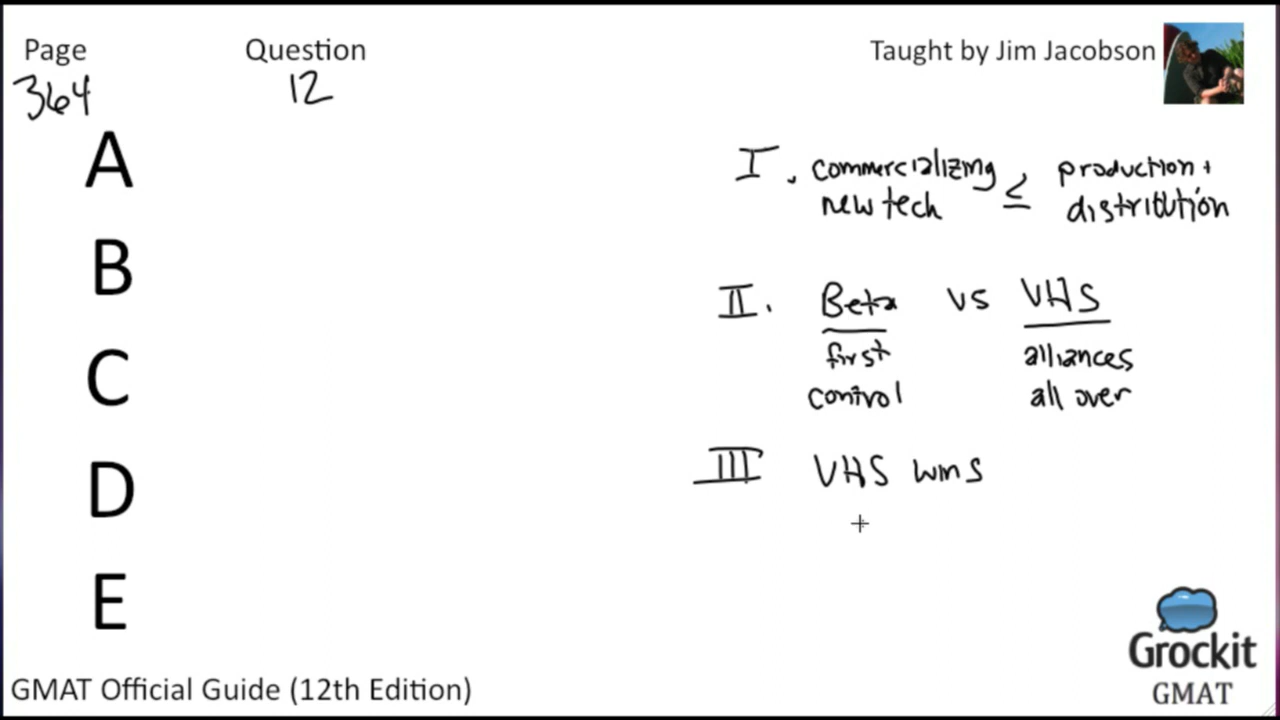 Page Question Taught by Jim Jacobson
364 12
A
B
C
D
E
I. commercializing ≤ production +
new tech distribution
II. Beta vs VHS
first alliances
control all over
III VHS wins
+
Grockit
GMAT
GMAT Official Guide (12th Edition)